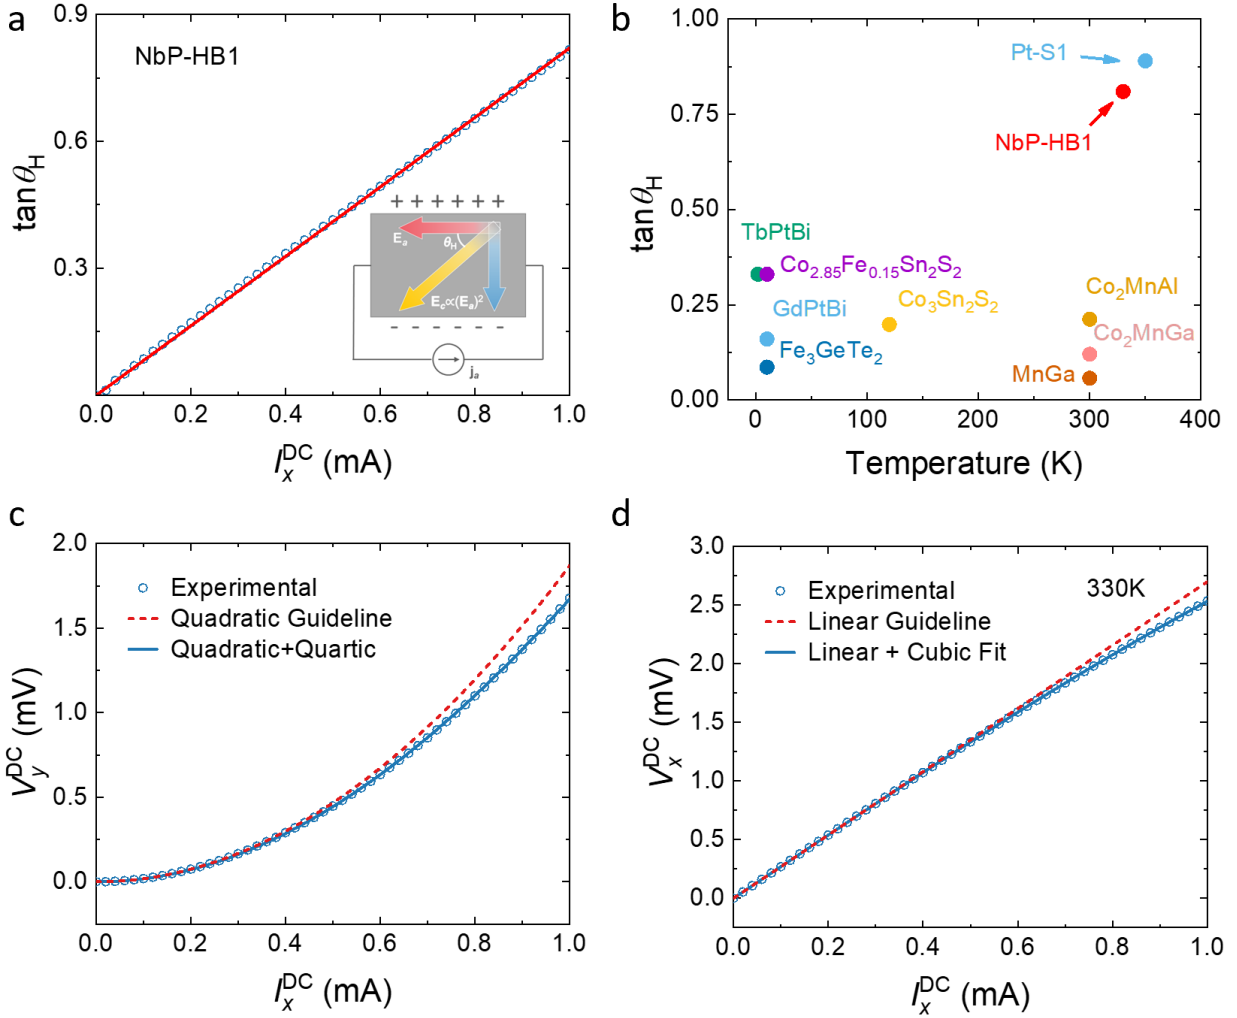 a
NbP-HB1
0.9
0.6
0.3
tanθH
+ + + + + +
Ea
θH
Ec∝(Ea)²
- - - - - -
ja
0.0 0.2 0.4 0.6 0.8 1.0
IxDC (mA)
b
1.00
0.75
0.50
0.25
0.00
tanθH
Pt-S1
NbP-HB1
TbPtBi
Co2.85Fe0.15Sn2S2
Co3Sn2S2
Co2MnAl
GdPtBi
Co2MnGa
Fe3GeTe2
MnGa
0 100 200 300 400
Temperature (K)
c
2.0
1.5
1.0
0.5
0.0
VyDC (mV)
Experimental
Quadratic Guideline
Quadratic+Quartic
0.0 0.2 0.4 0.6 0.8 1.0
IxDC (mA)
d
3.0
2.5
2.0
1.5
1.0
0.5
0.0
VxDC (mV)
Experimental
330K
Linear Guideline
Linear + Cubic Fit
0.0 0.2 0.4 0.6 0.8 1.0
IxDC (mA)